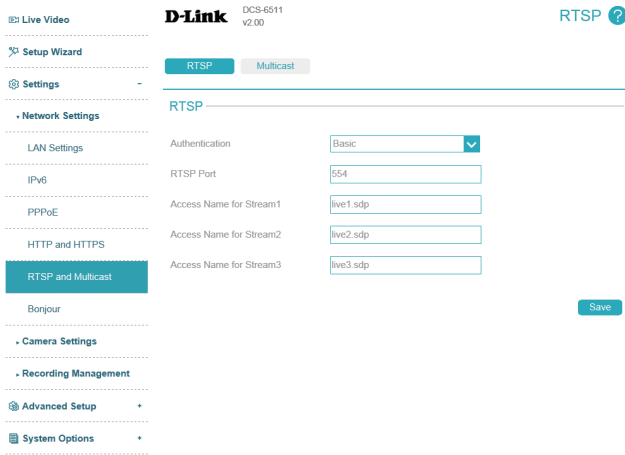 Live Video
Setup Wizard
Settings -
Network Settings
LAN Settings
IPv6
PPPoE
HTTP and HTTPS
RTSP and Multicast
Bonjour
Camera Settings
Recording Management
Advanced Setup +
System Options +
D-Link DCS-6511
v2.00
RTSP ?
RTSP Multicast
RTSP
Authentication Basic
RTSP Port 554
Access Name for Stream1 live1.sdp
Access Name for Stream2 live2.sdp
Access Name for Stream3 live3.sdp
Save